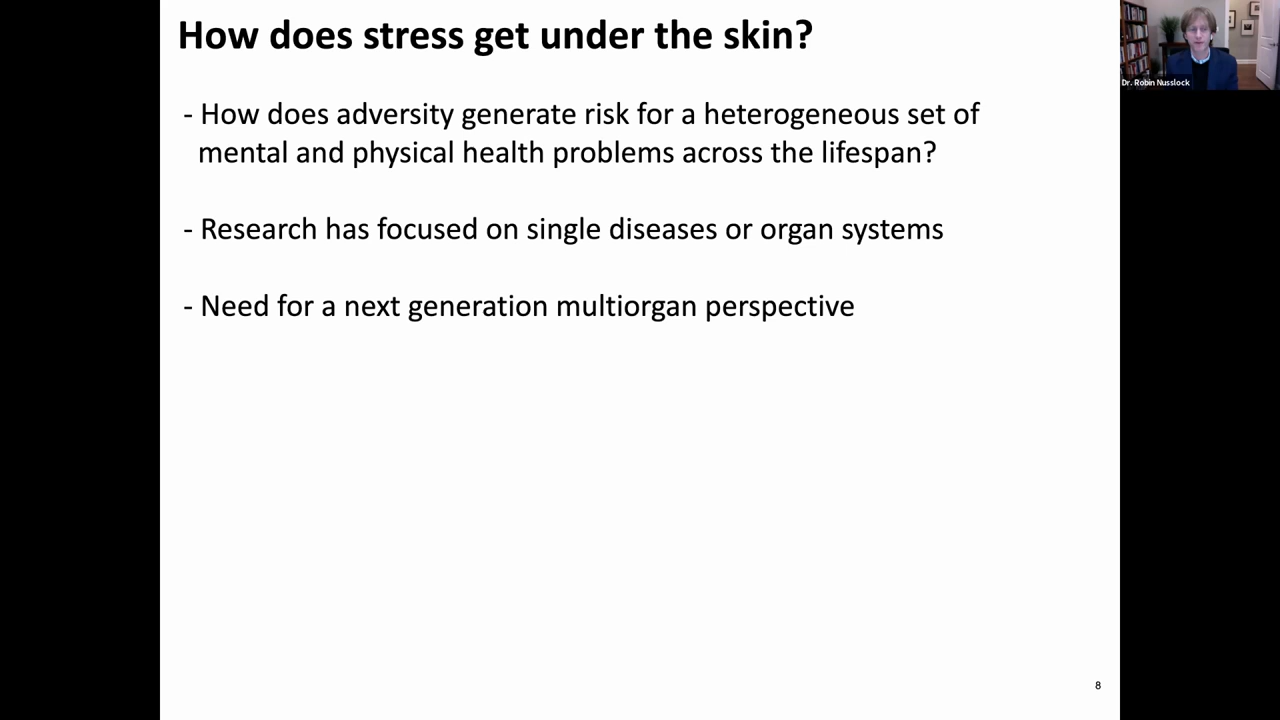 How does stress get under the skin?
- How does adversity generate risk for a heterogeneous set of
mental and physical health problems across the lifespan?
- Research has focused on single diseases or organ systems
- Need for a next generation multiorgan perspective
8
Dr. Robin Nusslock